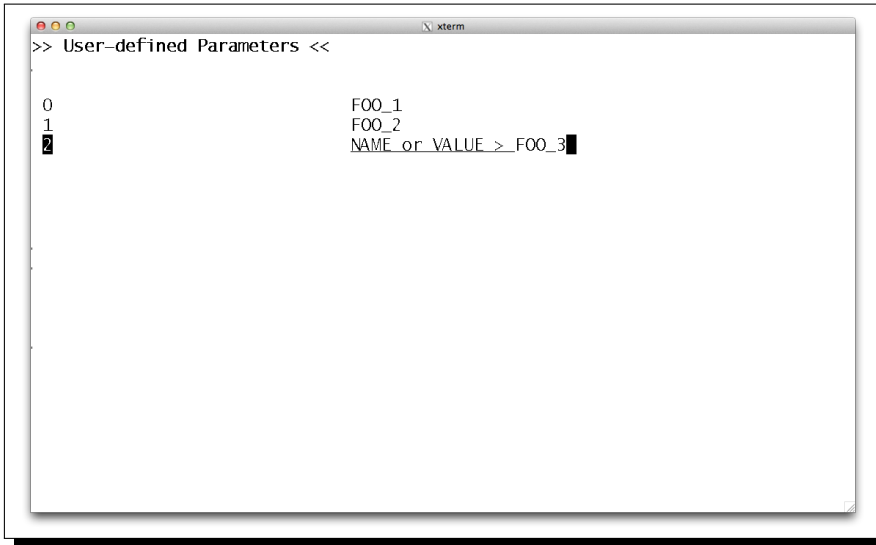 xterm
>> User-defined Parameters <<
0 FOO_1
1 FOO_2
2 NAME or VALUE > FOO_3